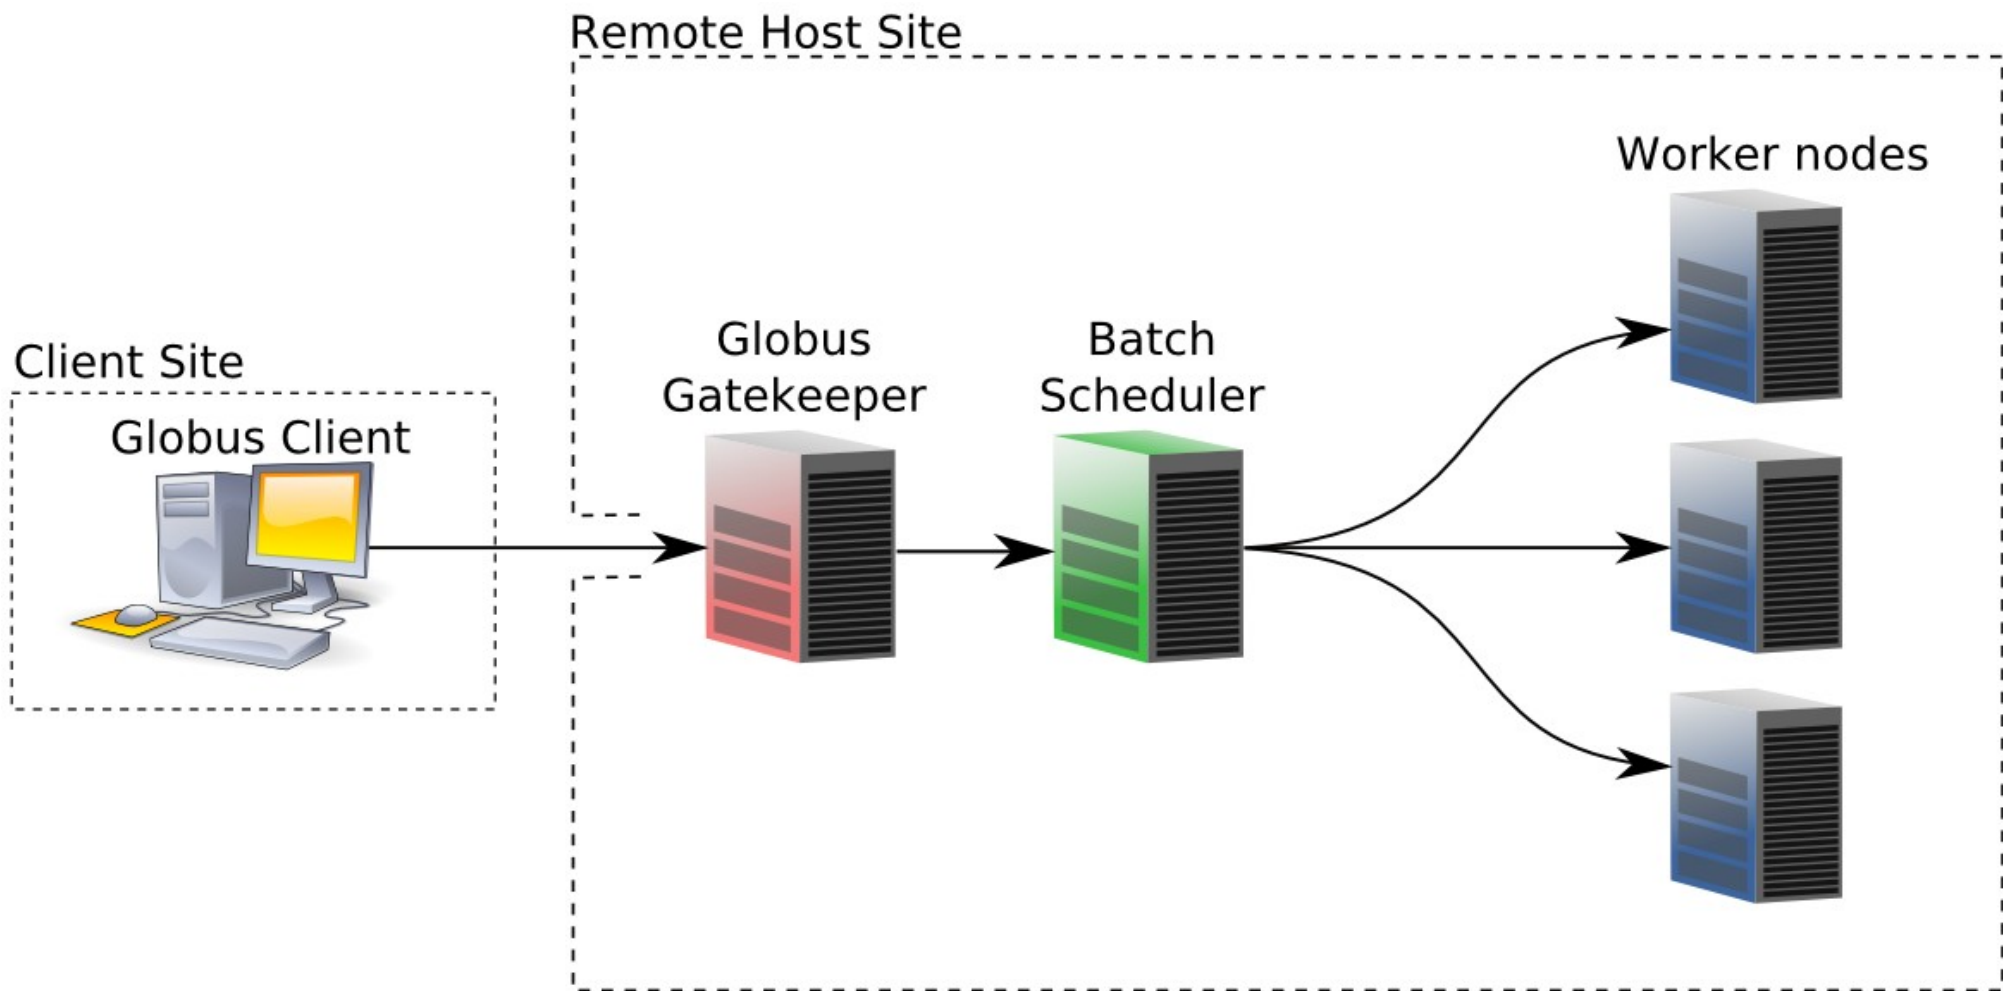 Remote Host Site
Worker nodes
Client Site
Globus Client
Globus
Gatekeeper
Batch
Scheduler